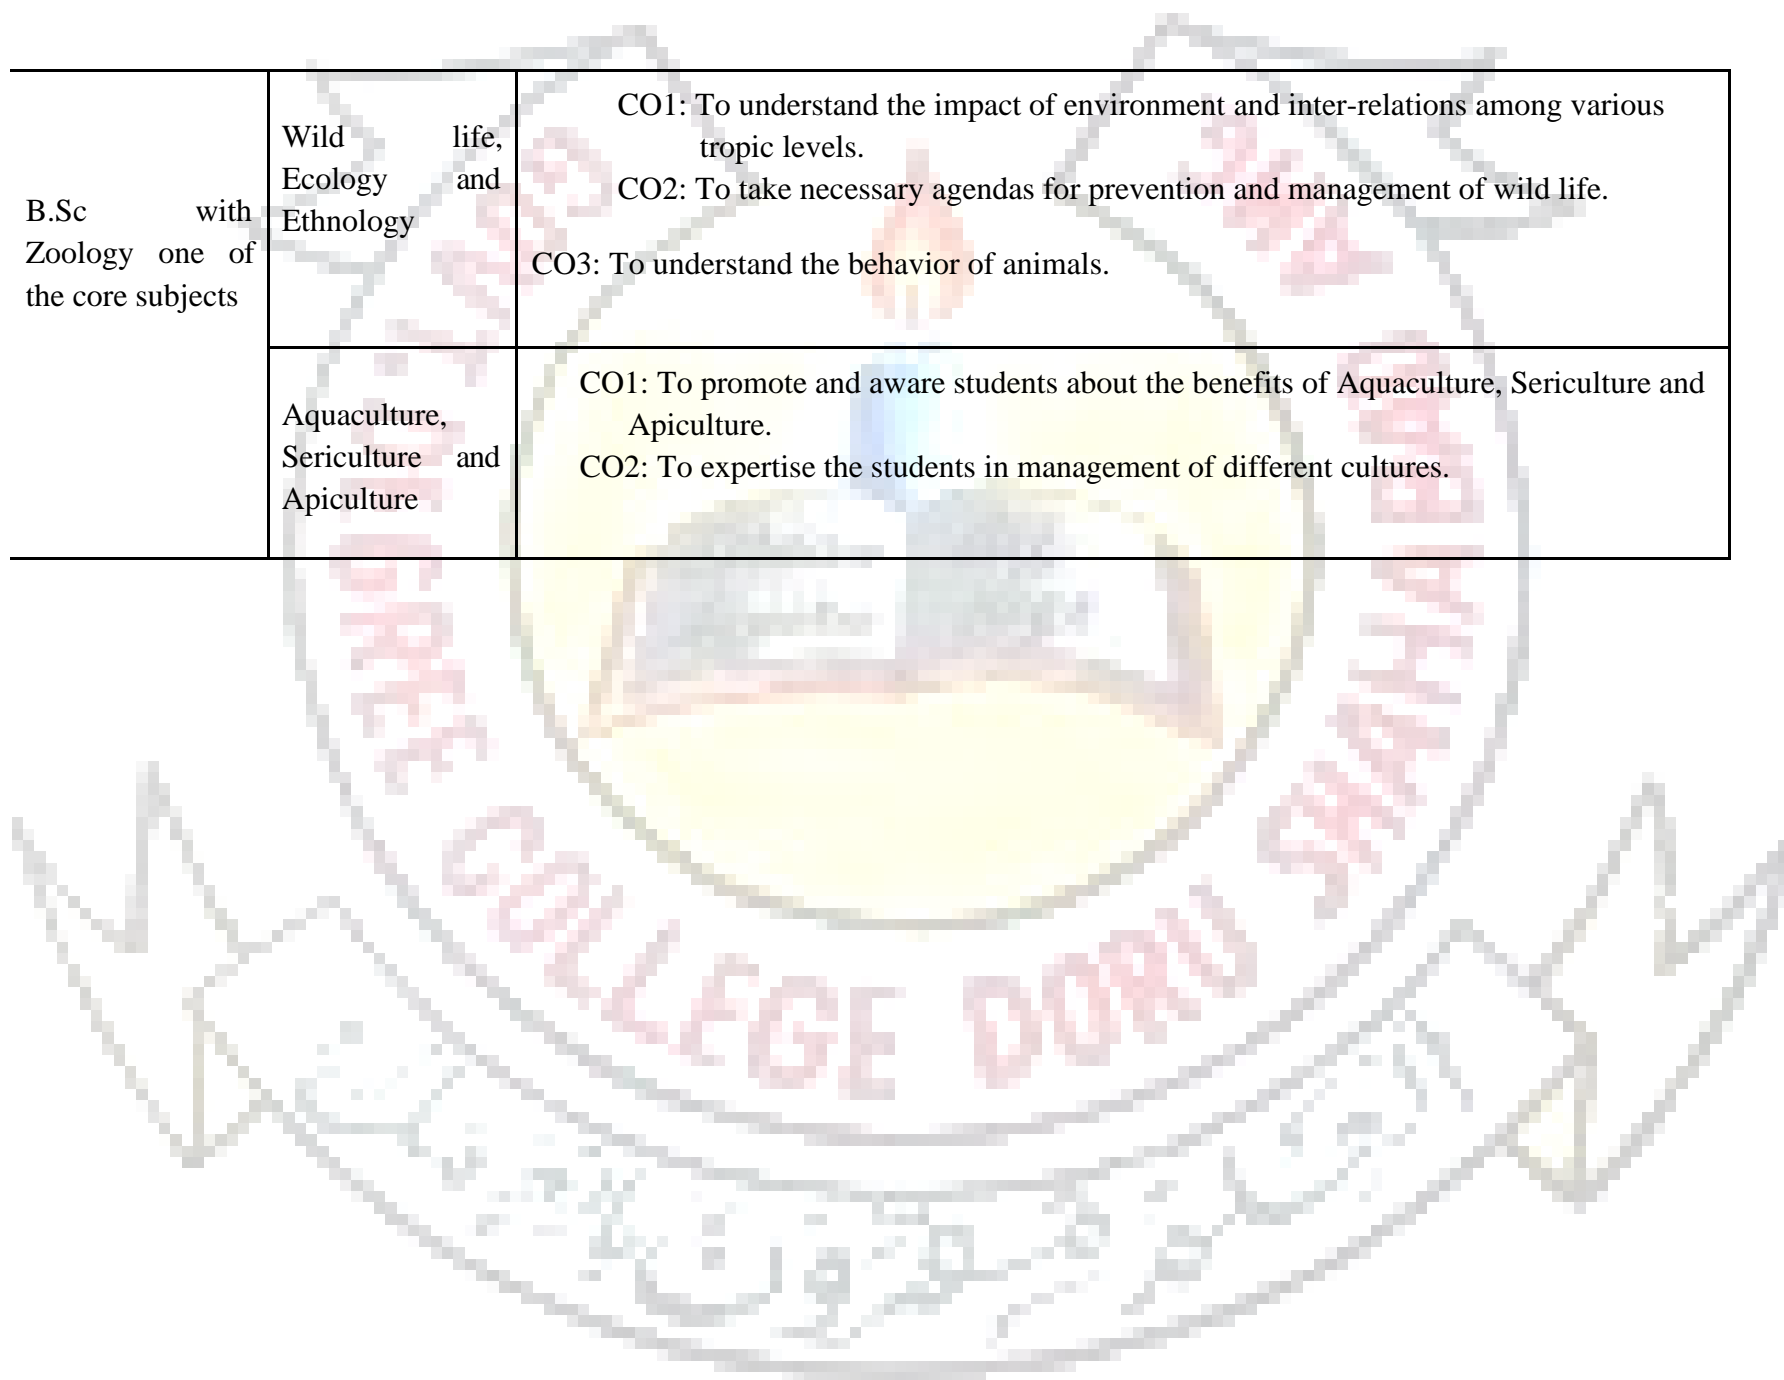 B.Sc with
Zoology one of
the core subjects
Wild life,
Ecology and
Ethnology
CO1: To understand the impact of environment and inter-relations among various
tropic levels.
CO2: To take necessary agendas for prevention and management of wild life.
CO3: To understand the behavior of animals.
Aquaculture,
Sericulture and
Apiculture
CO1: To promote and aware students about the benefits of Aquaculture, Sericulture and
Apiculture.
CO2: To expertise the students in management of different cultures.
GOVT. DEGREE COLLEGE DORU SHAHABAD